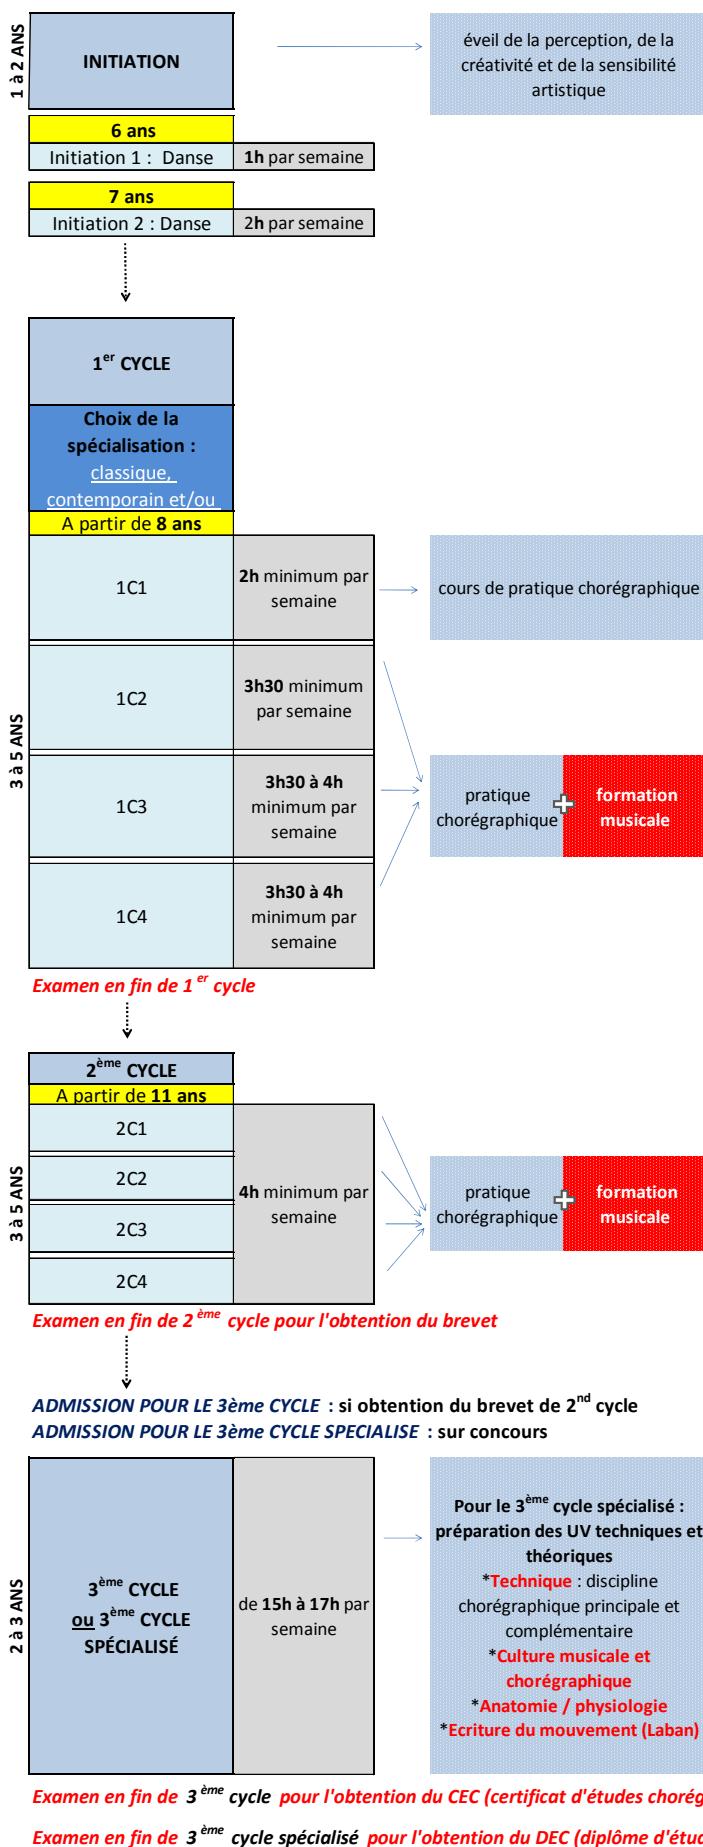 1 à 2 ANS
INITIATION
éveil de la perception, de la
créativité et de la sensibilité
artistique
6 ans
Initiation 1 : Danse
1h par semaine
7 ans
Initiation 2 : Danse
2h par semaine
3 à 5 ANS
1er CYCLE
Choix de la
spécialisation :
classique,
contemporain et/ou
A partir de 8 ans
1C1
2h minimum par
semaine
cours de pratique chorégraphique
1C2
3h30 minimum
par semaine
1C3
3h30 à 4h
minimum par
semaine
pratique
chorégraphique
+
formation
musicale
1C4
3h30 à 4h
minimum par
semaine
Examen en fin de 1er cycle
3 à 5 ANS
2ème CYCLE
A partir de 11 ans
2C1
2C2
2C3
2C4
4h minimum par
semaine
pratique
chorégraphique
+
formation
musicale
Examen en fin de 2ème cycle pour l'obtention du brevet
ADMISSION POUR LE 3ème CYCLE : si obtention du brevet de 2nd cycle
ADMISSION POUR LE 3ème CYCLE SPECIALISE : sur concours
2 à 3 ANS
3ème CYCLE
ou 3ème CYCLE
SPÉCIALISÉ
de 15h à 17h par
semaine
Pour le 3ème cycle spécialisé :
préparation des UV techniques et
théoriques
*Technique : discipline
chorégraphique principale et
complémentaire
*Culture musicale et
chorégraphique
*Anatomie / physiologie
*Ecriture du mouvement (Laban)
Examen en fin de 3ème cycle pour l'obtention du CEC (certificat d'études chorég
Examen en fin de 3ème cycle spécialisé pour l'obtention du DEC (diplôme d'étuc